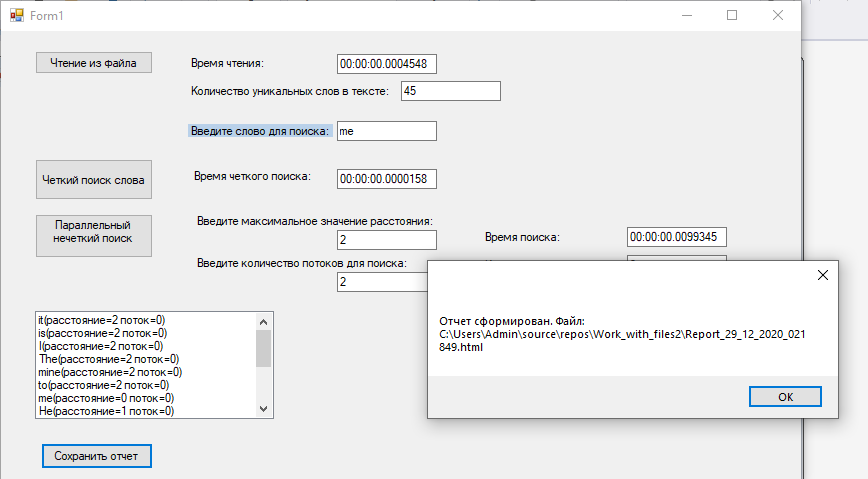 Form1
Чтение из файла
Время чтения:
00:00:00.0004548
Количество уникальных слов в тексте:
45
Введите слово для поиска:
me
Четкий поиск слова
Время четкого поиска:
00:00:00.0000158
Параллельный
нечеткий поиск
Введите максимальное значение расстояния:
2
Время поиска:
00:00:00.0099345
Введите количество потоков для поиска:
2
it(расстояние=2 поток=0)
is(расстояние=2 поток=0)
I(расстояние=2 поток=0)
The(расстояние=2 поток=0)
mine(расстояние=2 поток=0)
to(расстояние=2 поток=0)
me(расстояние=0 поток=0)
He(расстояние=1 поток=0)
Сохранить отчет
Отчет сформирован. Файл:
C:\Users\Admin\source\repos\Work_with_files2\Report_29_12_2020_021
849.html
OK